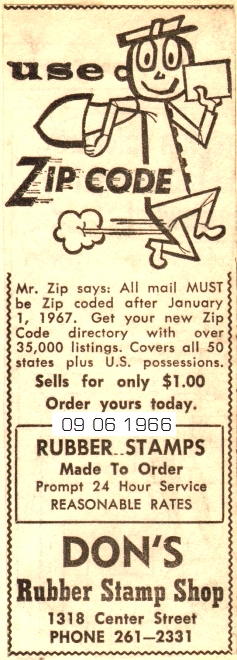 use
ZIP CODE
Mr. Zip says: All mail MUST
be Zip coded after January
1, 1967. Get your new Zip
Code directory with over
35,000 listings. Covers all 50
states plus U.S. possessions.
Sells for only $1.00
Order yours today.
09 06 1966
RUBBER STAMPS
Made To Order
Prompt 24 Hour Service
REASONABLE RATES
DON'S
Rubber Stamp Shop
1318 Center Street
PHONE 261—2331